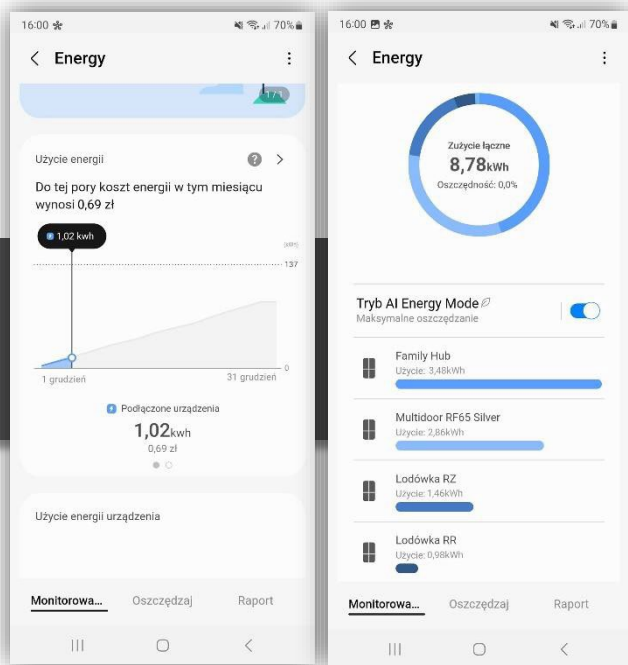 16:00
70%
Energy
1/1
Użycie energii
Do tej pory koszt energii w tym miesiącu
wynosi 0,69 zł
1,02 kwh
[kWh]
137
0
1 grudzień
31 grudzień
Podłączone urządzenia
1,02kwh
0,69 zł
Użycie energii urządzenia
Monitorowa... Oszczędzaj Raport
16:00
70%
Energy
Zużycie łączne
8,78kWh
Oszczędność: 0,0%
Tryb AI Energy Mode
Maksymalne oszczędzanie
Family Hub
Użycie: 3,48kWh
Multidoor RF65 Silver
Użycie: 2,86kWh
Lodówka RZ
Użycie: 1,46kWh
Lodówka RR
Użycie: 0,98kWh
Monitorowa... Oszczędzaj Raport